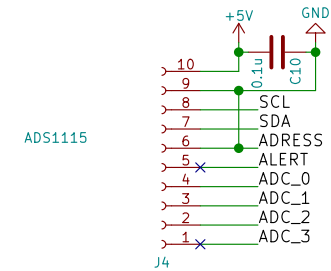 +5V
GND
0.1u
C10
10
9
8 SCL
7 SDA
ADS1115
6 ADRESS
5 ALERT
4 ADC_0
3 ADC_1
2 ADC_2
1 ADC_3
J4